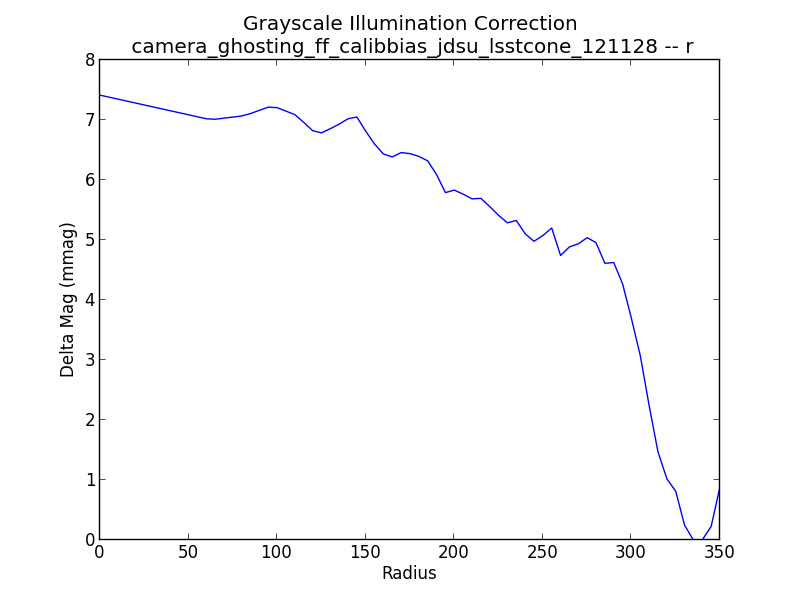 Grayscale Illumination Correction
camera_ghosting_ff_calibbias_jdsu_lsstcone_121128 -- r
8
7
6
5
4
3
2
1
0
Delta Mag (mmag)
0 50 100 150 200 250 300 350
Radius